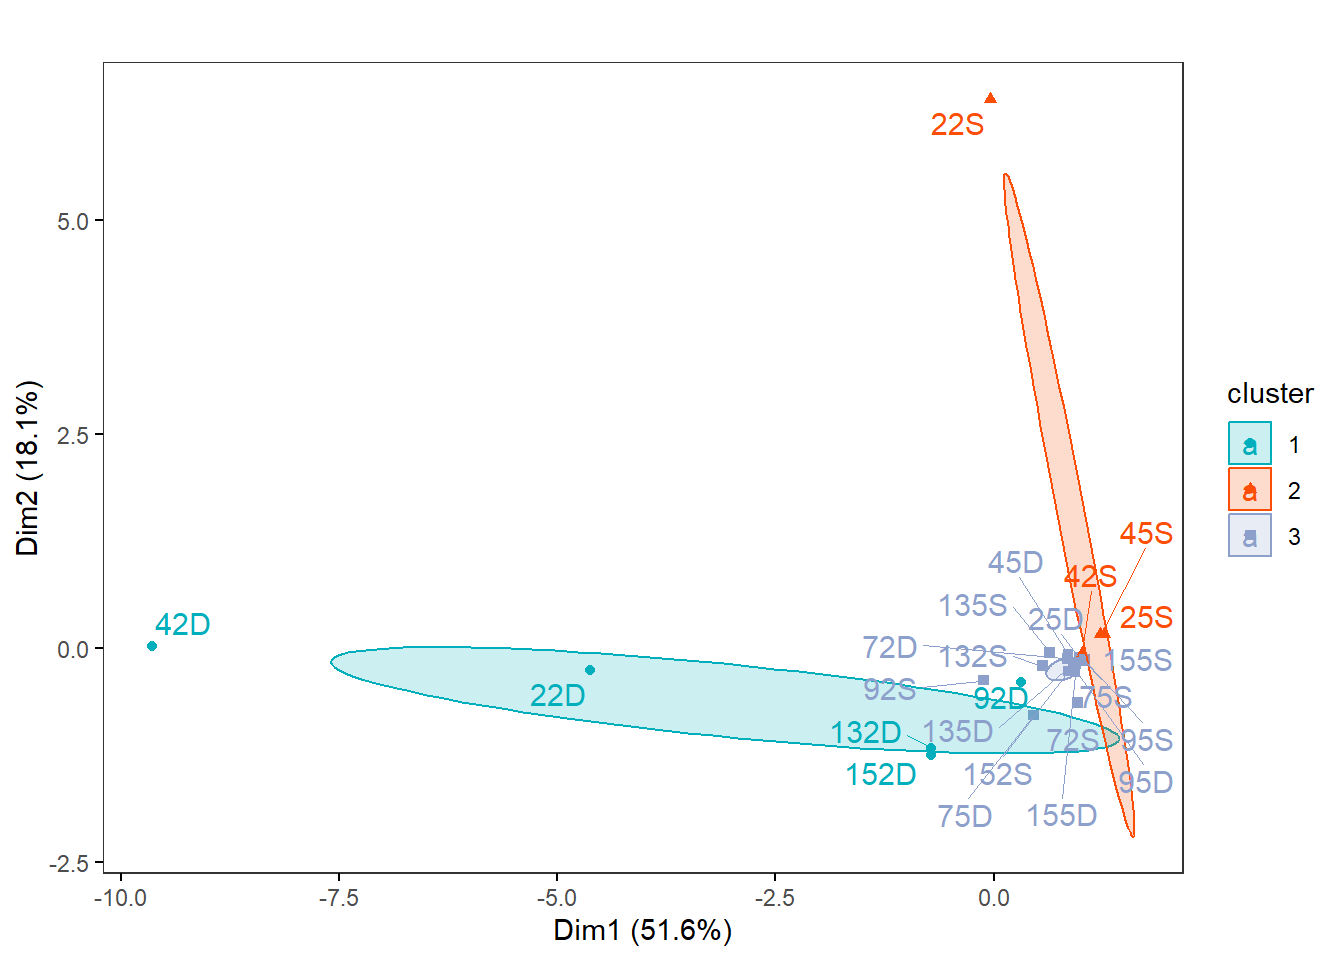 22S
5.0
2.5
0.0
-2.5
Dim2 (18.1%)
45S
45D
42S
135S
25D
25S
42D
72D
132S
155S
92S
22D
92D
75S
132D
135D
72S
95S
152D
152S
95D
75D
155D
-10.0
-7.5
-5.0
-2.5
0.0
Dim1 (51.6%)
cluster
a 1
a 2
a 3